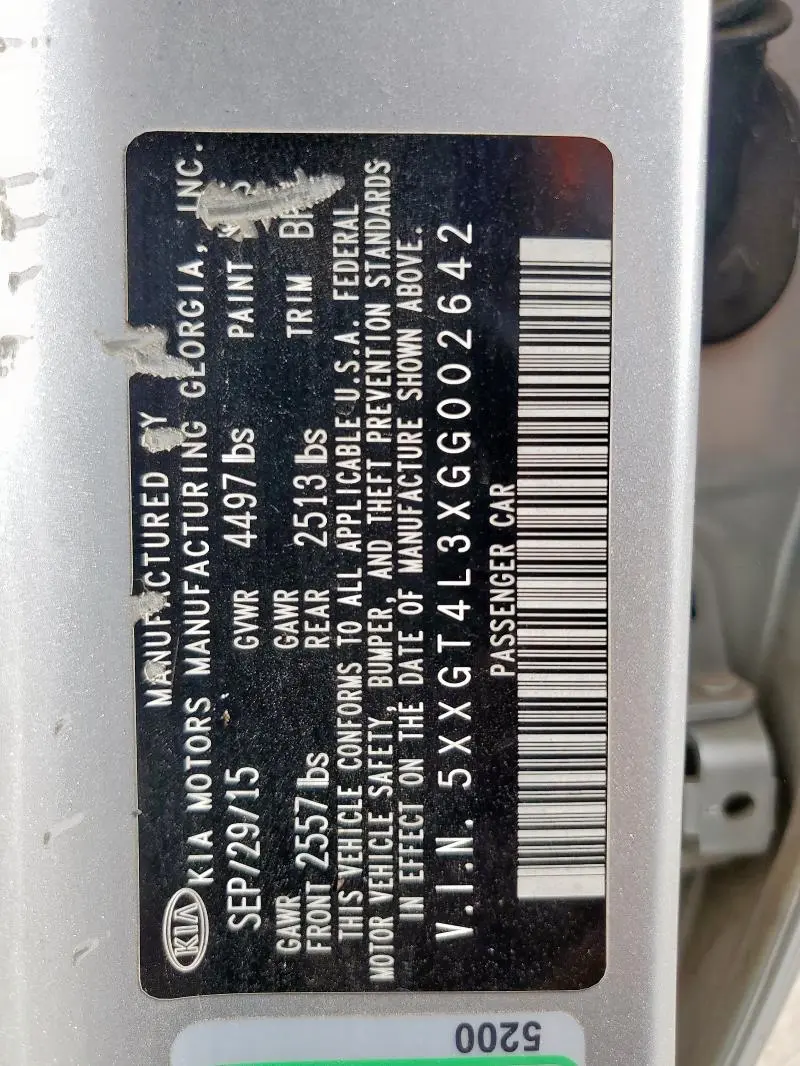 MANUFACTURED BY
KIA KIA MOTORS MANUFACTURING GEORGIA, INC.
SEP/29/15 GVWR 4497 lbs PAINT
GAWR GAWR TRIM
FRONT 2557 lbs REAR 2513 lbs
THIS VEHICLE CONFORMS TO ALL APPLICABLE U.S.A. FEDERAL
MOTOR VEHICLE SAFETY, BUMPER, AND THEFT PREVENTION STANDARDS
IN EFFECT ON THE DATE OF MANUFACTURE SHOWN ABOVE.
V.I.N. 5XXGT4L3XGG002642
PASSENGER CAR
5200